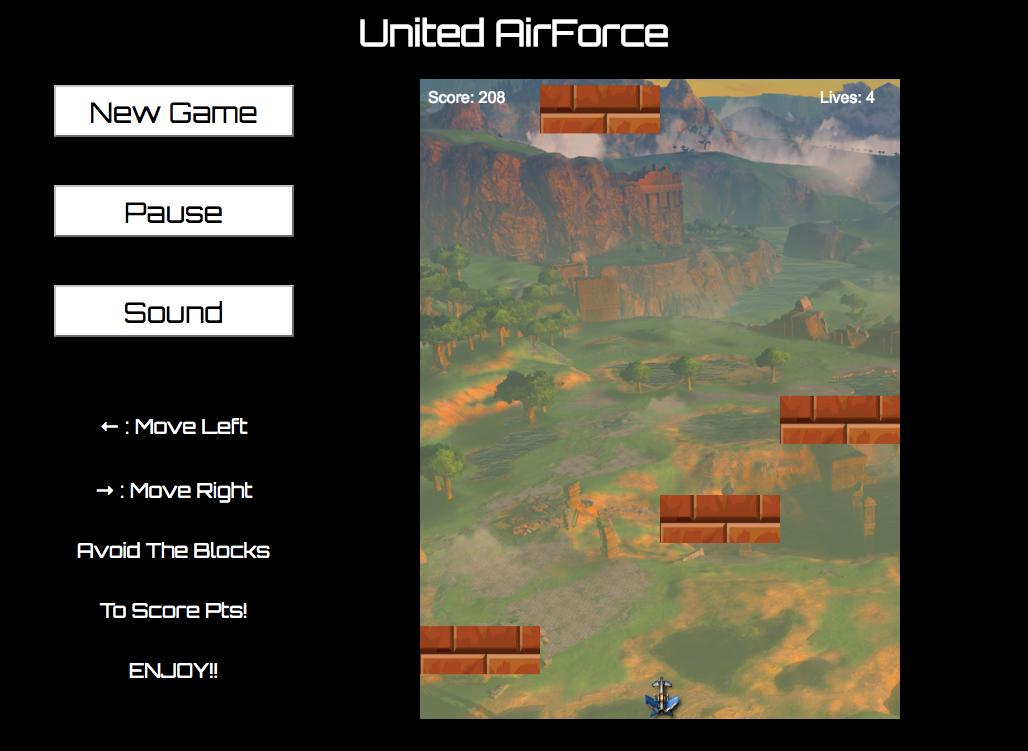 United AirForce
New Game
Pause
Sound
← : Move Left
→ : Move Right
Avoid The Blocks
To Score Pts!
ENJOY!!
Score: 208
Lives: 4